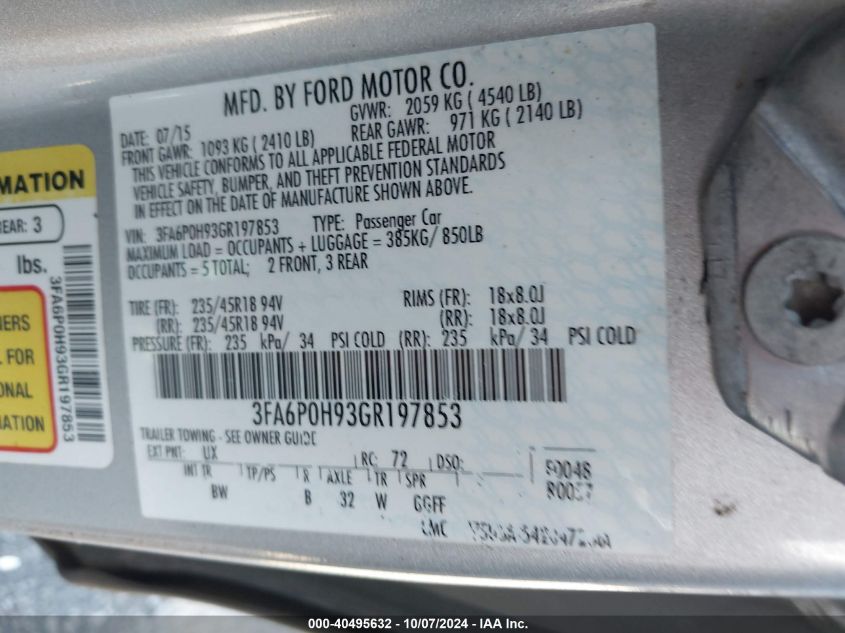 MFD. BY FORD MOTOR CO.
DATE: 07/15 GVWR: 2059 KG ( 4540 LB)
FRONT GAWR: 1093 KG ( 2410 LB) REAR GAWR: 971 KG ( 2140 LB)
THIS VEHICLE CONFORMS TO ALL APPLICABLE FEDERAL MOTOR
VEHICLE SAFETY, BUMPER, AND THEFT PREVENTION STANDARDS
IN EFFECT ON THE DATE OF MANUFACTURE SHOWN ABOVE.
VIN: 3FA6P0H93GR197853 TYPE: Passenger Car
MAXIMUM LOAD = OCCUPANTS + LUGGAGE = 385KG/ 850LB
OCCUPANTS = 5 TOTAL; 2 FRONT, 3 REAR
TIRE (FR): 235/45R18 94V RIMS (FR): 18x8.0J
(RR): 235/45R18 94V (RR): 18x8.0J
PRESSURE (FR): 235 kPa/ 34 PSI COLD (RR): 235 kPa/ 34 PSI COLD
3FA6P0H93GR197853
TRAILER TOWING - SEE OWNER GUIDE
EXT PNT: UX RC: 72 DSO:
INT TR TP/PS R AXLE TR SPR
BW B 32 W GGFF
LMC
MATION
REAR: 3
lbs.
3FA6P0H93GR197853
L FOR
ONAL
MATION
000-40495632 - 10/07/2024 - IAA Inc.